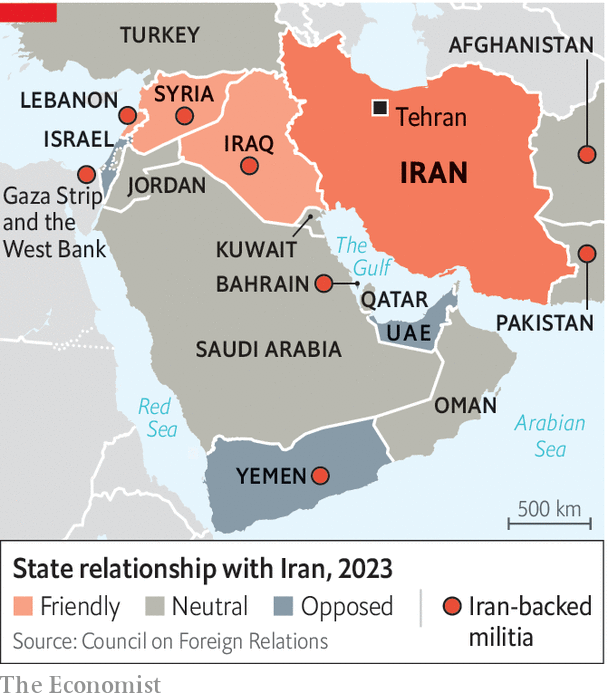 TURKEY
AFGHANISTAN
LEBANON
SYRIA
Tehran
ISRAEL
IRAQ
IRAN
JORDAN
Gaza Strip
and the
West Bank
KUWAIT
The
Gulf
BAHRAIN
QATAR
PAKISTAN
UAE
SAUDI ARABIA
Red
Sea
OMAN
Arabian
Sea
YEMEN
500 km
State relationship with Iran, 2023
Friendly Neutral Opposed Iran-backed
militia
Source: Council on Foreign Relations
The Economist